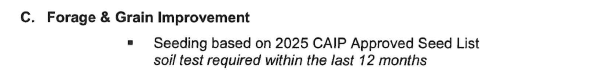 C. Forage & Grain Improvement
▪ Seeding based on 2025 CAIP Approved Seed List
soil test required within the last 12 months